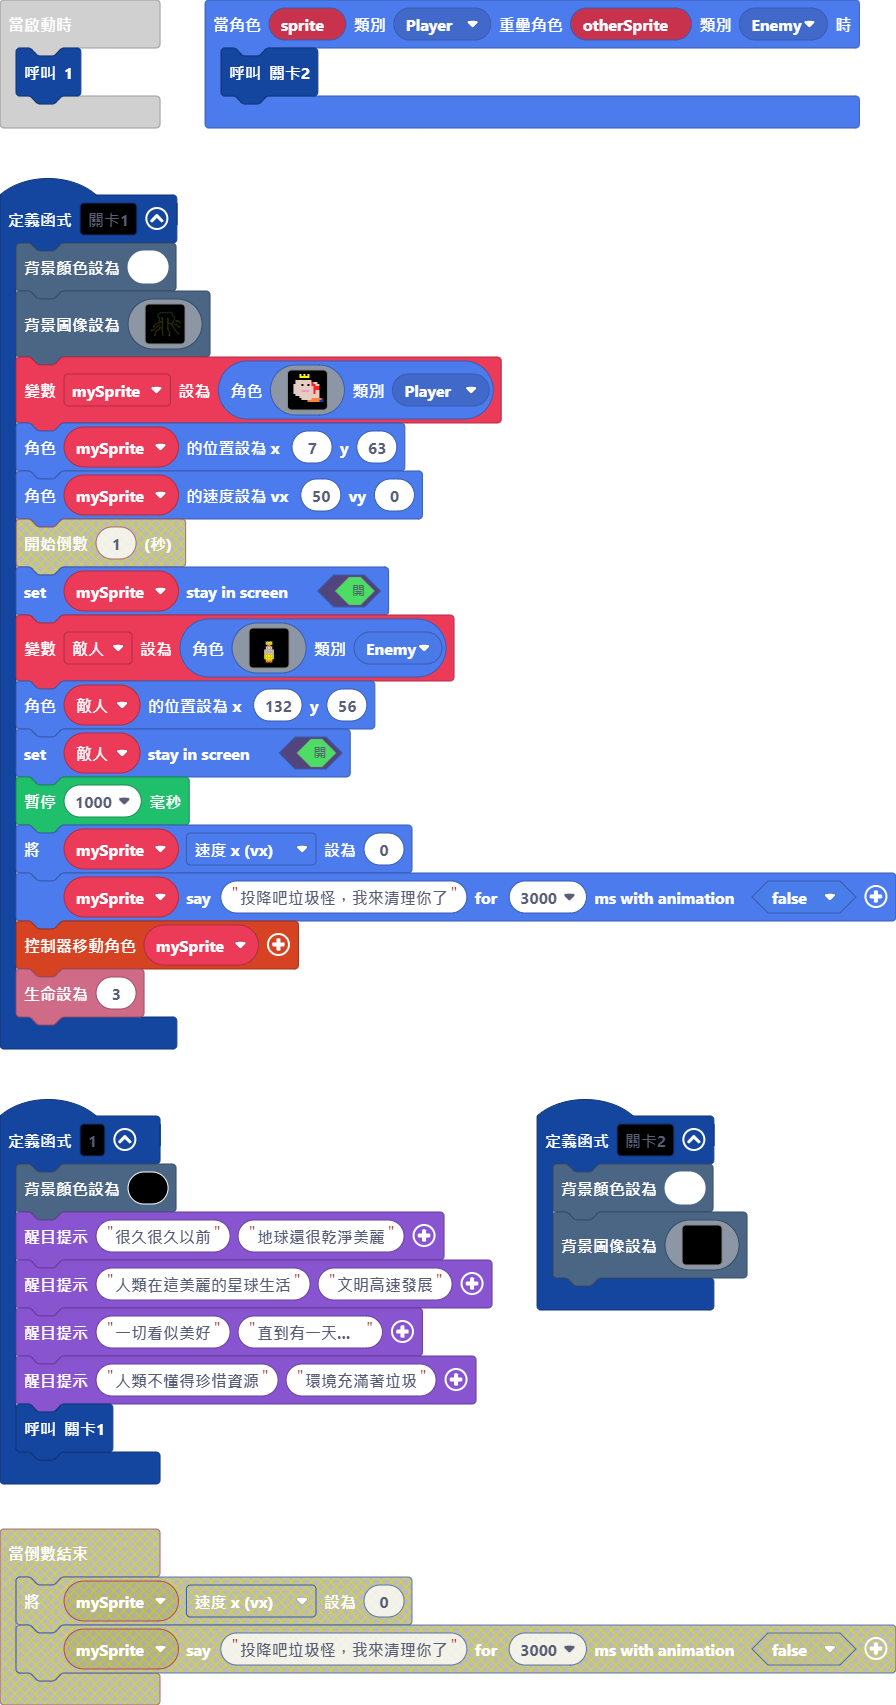 當啟動時
呼叫 1
當角色 sprite 類別 Player 重疊角色 otherSprite 類別 Enemy 時
呼叫 關卡2
定義函式 關卡1
背景顏色設為
背景圖像設為
變數 mySprite 設為 角色 類別 Player
角色 mySprite 的位置設為 x 7 y 63
角色 mySprite 的速度設為 vx 50 vy 0
開始倒數 1 (秒)
set mySprite stay in screen 開
變數 敵人 設為 角色 類別 Enemy
角色 敵人 的位置設為 x 132 y 56
set 敵人 stay in screen 開
暫停 1000 毫秒
將 mySprite 速度 x (vx) 設為 0
mySprite say "投降吧垃圾怪，我來清理你了" for 3000 ms with animation false
控制器移動角色 mySprite
生命設為 3
定義函式 1
背景顏色設為
醒目提示 "很久很久以前" "地球還很乾淨美麗"
醒目提示 "人類在這美麗的星球生活" "文明高速發展"
醒目提示 "一切看似美好" "直到有一天... "
醒目提示 "人類不懂得珍惜資源" "環境充滿著垃圾"
呼叫 關卡1
定義函式 關卡2
背景顏色設為
背景圖像設為
當倒數結束
將 mySprite 速度 x (vx) 設為 0
mySprite say "投降吧垃圾怪，我來清理你了" for 3000 ms with animation false